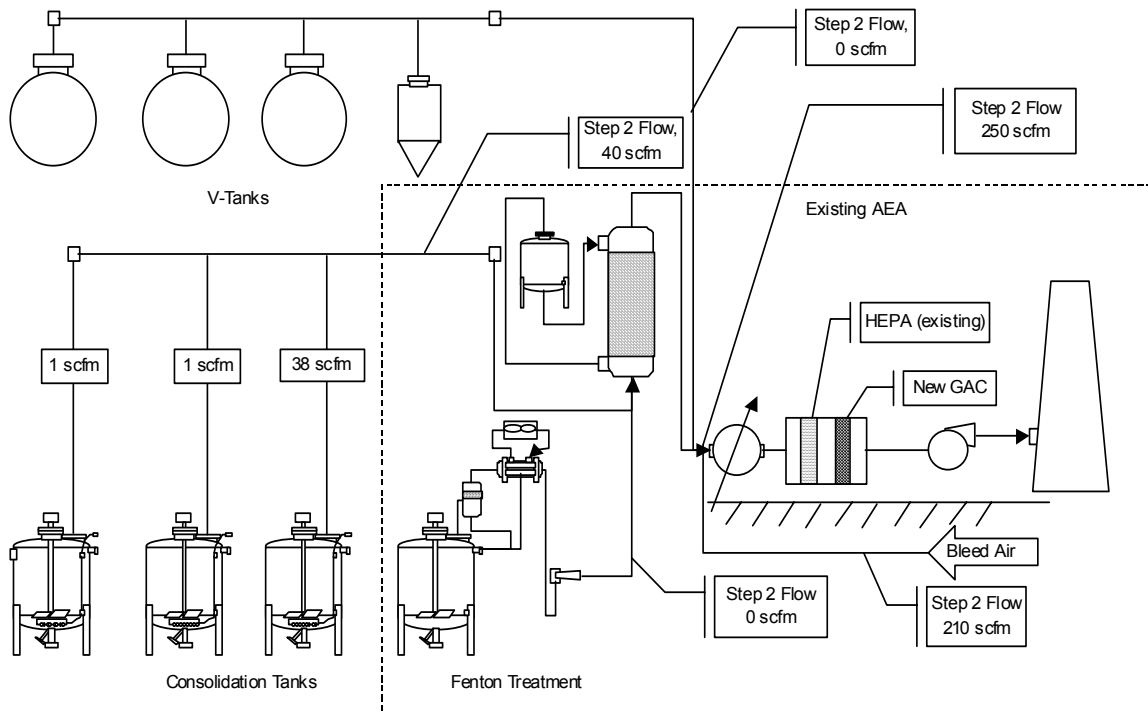 Step 2 Flow,
0 scfm
Step 2 Flow
250 scfm
Step 2 Flow,
40 scfm
V-Tanks
Existing AEA
HEPA (existing)
1 scfm
1 scfm
38 scfm
New GAC
Bleed Air
Step 2 Flow
0 scfm
Step 2 Flow
210 scfm
Consolidation Tanks
Fenton Treatment